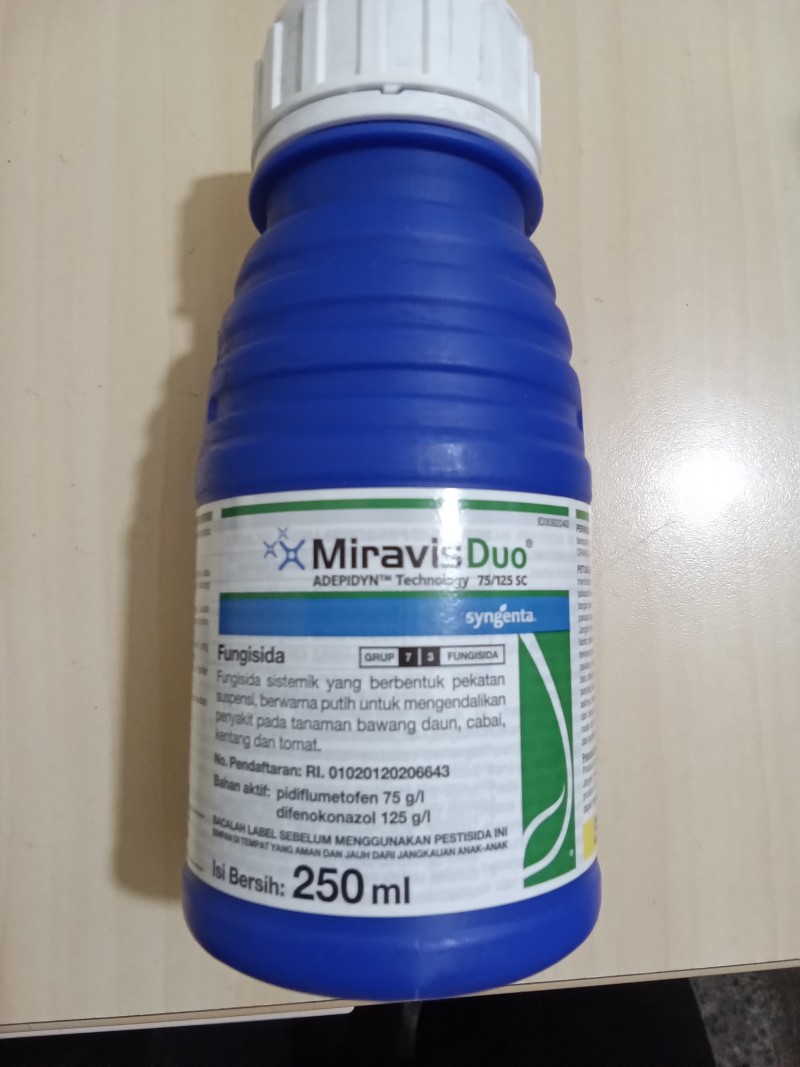 MiravisDuo®
ADEPIDYN™ Technology 75/125 SC
syngenta
Fungisida
GRUP 7 3 FUNGISIDA
Fungisida sistemik yang berbentuk pekatan
suspensi, berwarna putih untuk mengendalikan
penyakit pada tanaman bawang daun, cabai,
kentang dan tomat.
No. Pendaftaran: RI. 01020120206643
Bahan aktif: pidiflumetofen 75 g/l
difenokonazol 125 g/l
BACALAH LABEL SEBELUM MENGGUNAKAN PESTISIDA INI
SIMPAN DI TEMPAT YANG AMAN DAN JAUH DARI JANGKAUAN ANAK-ANAK
Isi Bersih: 250 ml